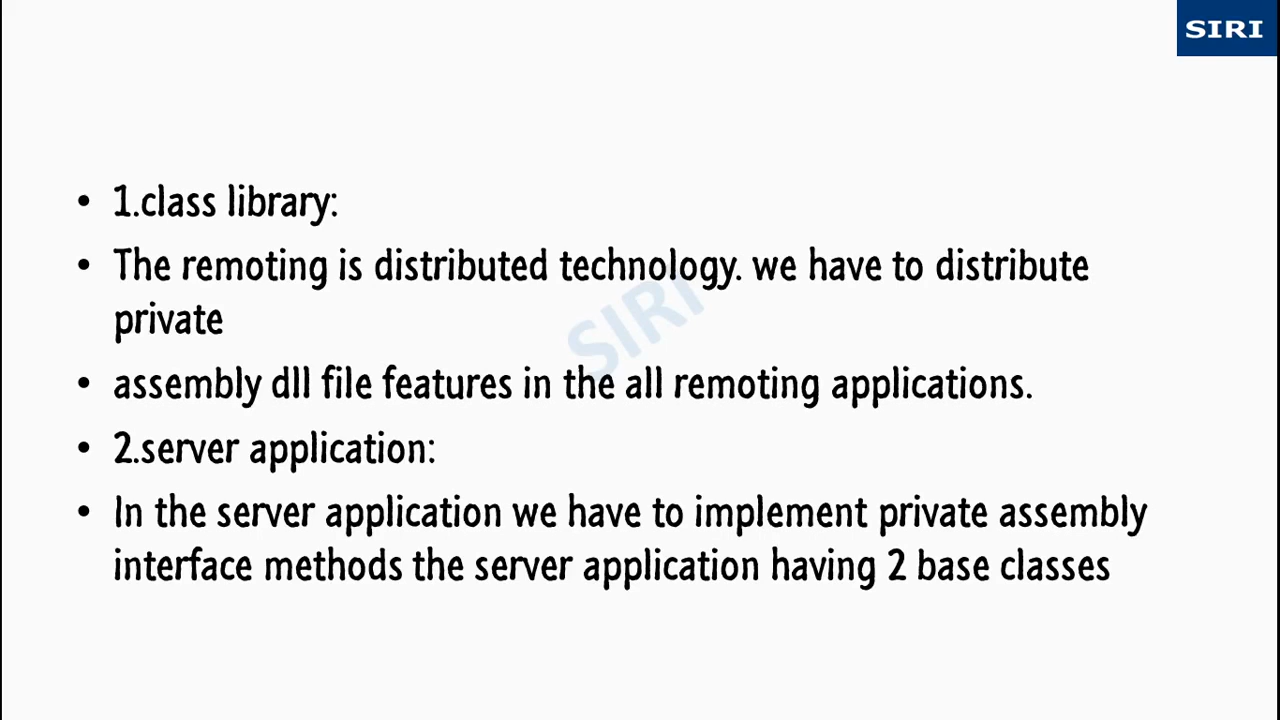 SIRI
• 1.class library:
• The remoting is distributed technology. we have to distribute
private
• assembly dll file features in the all remoting applications.
• 2.server application:
• In the server application we have to implement private assembly
interface methods the server application having 2 base classes
SIRI